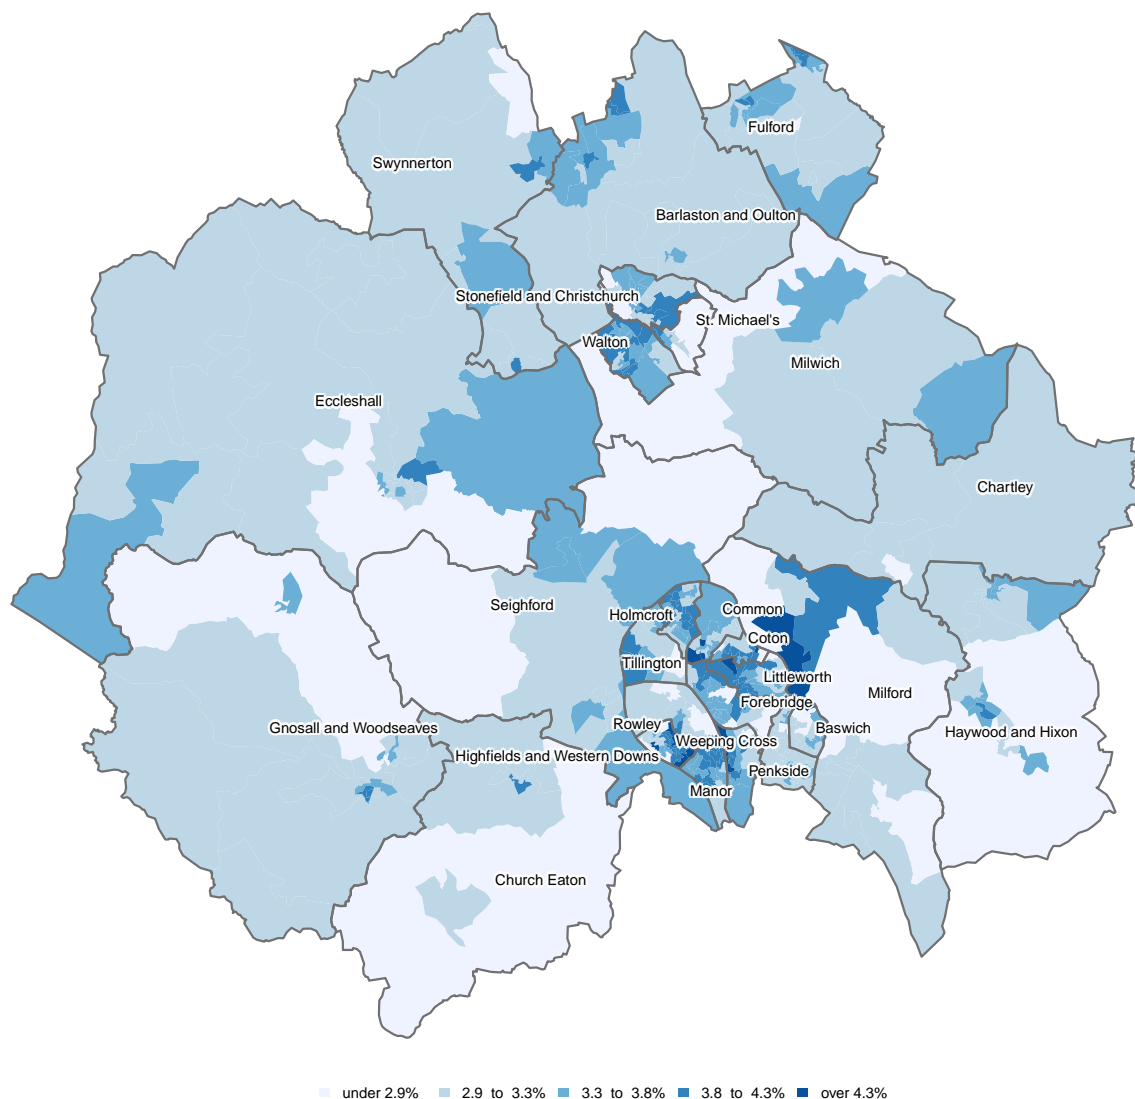 Fulford
Swynnerton
Barlaston and Oulton
Stonefield and Christchurch
St. Michael's
Walton
Milwich
Eccleshall
Chartley
Seighford
Holmcroft
Common
Coton
Tillington
Littleworth
Milford
Forebridge
Rowley
Gnosall and Woodseaves
Baswich
Haywood and Hixon
Weeping Cross
Highfields and Western Downs
Penkside
Manor
Church Eaton
under 2.9% 2.9 to 3.3% 3.3 to 3.8% 3.8 to 4.3% over 4.3%